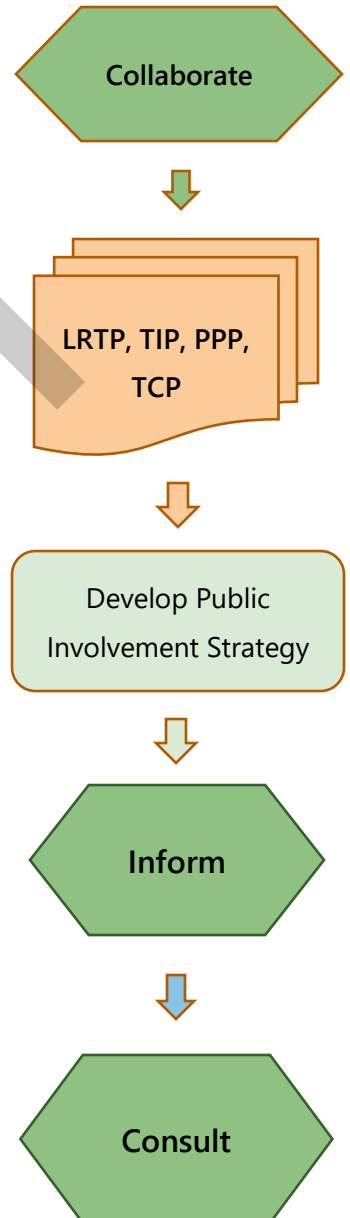 Collaborate
LRTP, TIP, PPP,
TCP
Develop Public
Involvement Strategy
Inform
Consult